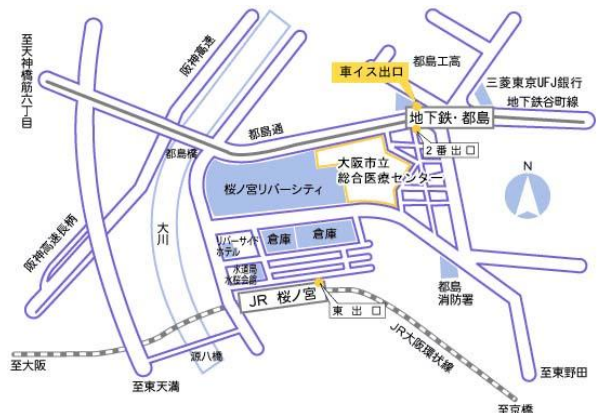 至天神橋筋六丁目
阪神高速
都島工高
車イス出口
三菱東京UFJ銀行
地下鉄谷町線
地下鉄・都島
都島通
2番出口
都島橋
大阪市立
総合医療センター
桜ノ宮リバーシティ
N
阪神高速長柄
大川
リバーサイド
ホテル
倉庫
倉庫
水道局
水桜会館
都島
消防署
JR 桜ノ宮
東出口
JR大阪環状線
至大阪
源八橋
至東天満
至東野田
至京橋